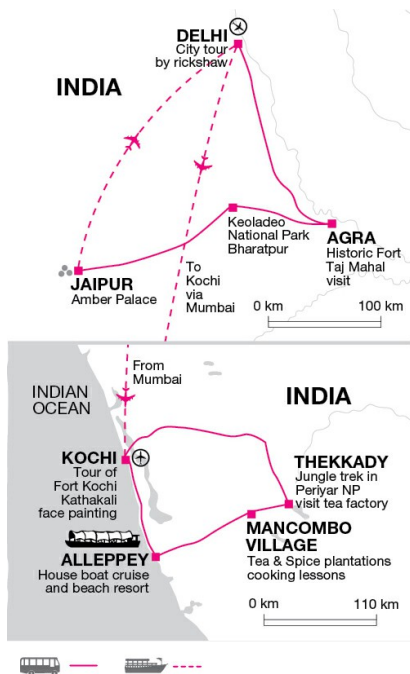 DELHI
City tour
by rickshaw
INDIA
Keoladeo
National Park
Bharatpur
AGRA
Historic Fort
Taj Mahal
visit
JAIPUR
Amber Palace
To
Kochi
via
Mumbai
0 km
100 km
From
Mumbai
INDIAN
OCEAN
INDIA
KOCHI
Tour of
Fort Kochi
Kathakali
face painting
THEKKADY
Jungle trek in
Periyar NP
visit tea factory
MANCOMBO
VILLAGE
Tea & Spice plantations
cooking lessons
ALLEPPEY
House boat cruise
and beach resort
0 km
110 km